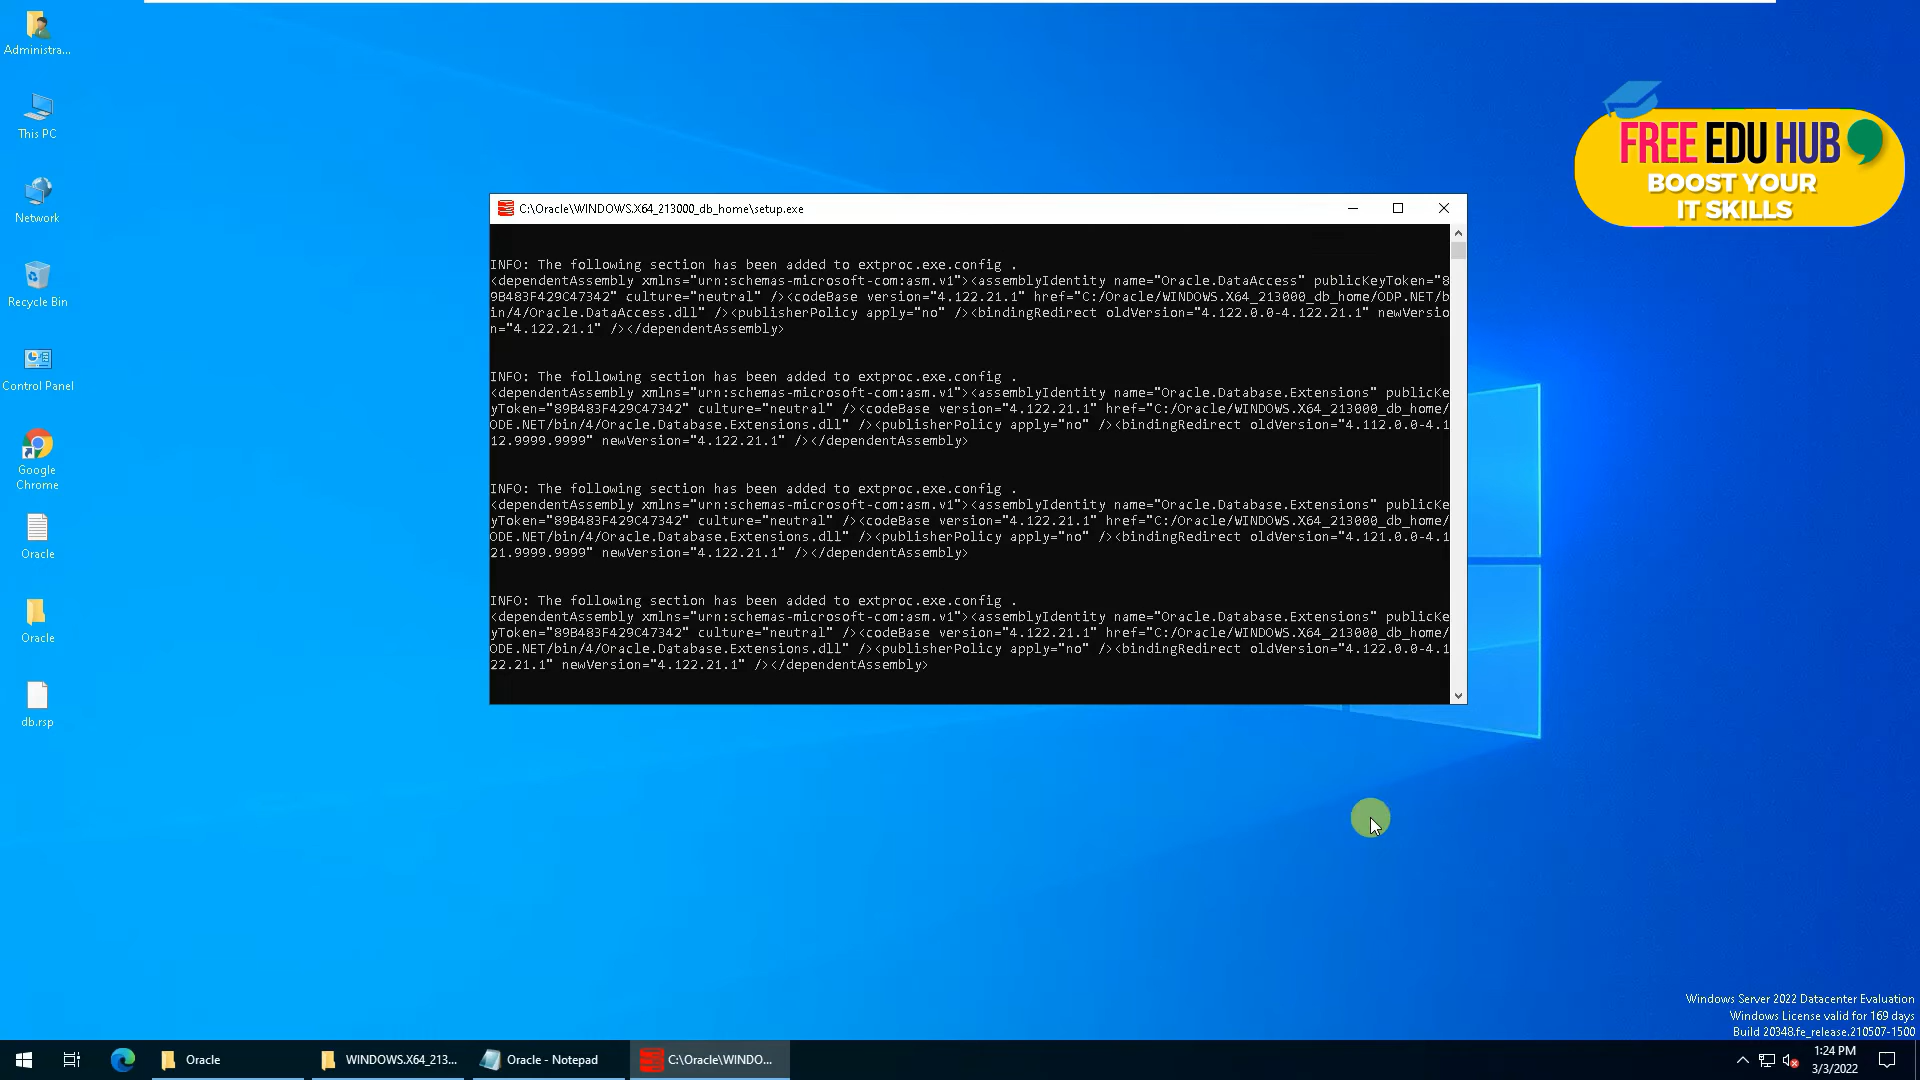 Administra...
This PC
Network
Recycle Bin
Control Panel
Google
Chrome
Oracle
Oracle
db.rsp
FREE EDU HUB
BOOST YOUR
IT SKILLS
C:\Oracle\WINDOWS.X64_213000_db_home\setup.exe
INFO: The following section has been added to extproc.exe.config .
<dependentAssembly xmlns="urn:schemas-microsoft-com:asm.v1"><assemblyIdentity name="Oracle.DataAccess" publicKeyToken="8
9B483F429C47342" culture="neutral" /><codeBase version="4.122.21.1" href="C:/Oracle/WINDOWS.X64_213000_db_home/ODP.NET/b
in/4/Oracle.DataAccess.dll" /><publisherPolicy apply="no" /><bindingRedirect oldVersion="4.122.0.0-4.122.21.1" newVersio
n="4.122.21.1" /></dependentAssembly>
INFO: The following section has been added to extproc.exe.config .
<dependentAssembly xmlns="urn:schemas-microsoft-com:asm.v1"><assemblyIdentity name="Oracle.Database.Extensions" publicKe
yToken="89B483F429C47342" culture="neutral" /><codeBase version="4.122.21.1" href="C:/Oracle/WINDOWS.X64_213000_db_home/
ODE.NET/bin/4/Oracle.Database.Extensions.dll" /><publisherPolicy apply="no" /><bindingRedirect oldVersion="4.112.0.0-4.1
12.9999.9999" newVersion="4.122.21.1" /></dependentAssembly>
INFO: The following section has been added to extproc.exe.config .
<dependentAssembly xmlns="urn:schemas-microsoft-com:asm.v1"><assemblyIdentity name="Oracle.Database.Extensions" publicKe
yToken="89B483F429C47342" culture="neutral" /><codeBase version="4.122.21.1" href="C:/Oracle/WINDOWS.X64_213000_db_home/
ODE.NET/bin/4/Oracle.Database.Extensions.dll" /><publisherPolicy apply="no" /><bindingRedirect oldVersion="4.121.0.0-4.1
21.9999.9999" newVersion="4.122.21.1" /></dependentAssembly>
INFO: The following section has been added to extproc.exe.config .
<dependentAssembly xmlns="urn:schemas-microsoft-com:asm.v1"><assemblyIdentity name="Oracle.Database.Extensions" publicKe
yToken="89B483F429C47342" culture="neutral" /><codeBase version="4.122.21.1" href="C:/Oracle/WINDOWS.X64_213000_db_home/
ODE.NET/bin/4/Oracle.Database.Extensions.dll" /><publisherPolicy apply="no" /><bindingRedirect oldVersion="4.122.0.0-4.1
22.21.1" newVersion="4.122.21.1" /></dependentAssembly>
Windows Server 2022 Datacenter Evaluation
Windows License valid for 169 days
Build 20348.fe_release.210507-1500
Oracle
WINDOWS.X64_213...
Oracle - Notepad
C:\Oracle\WINDO...
1:24 PM
3/3/2022